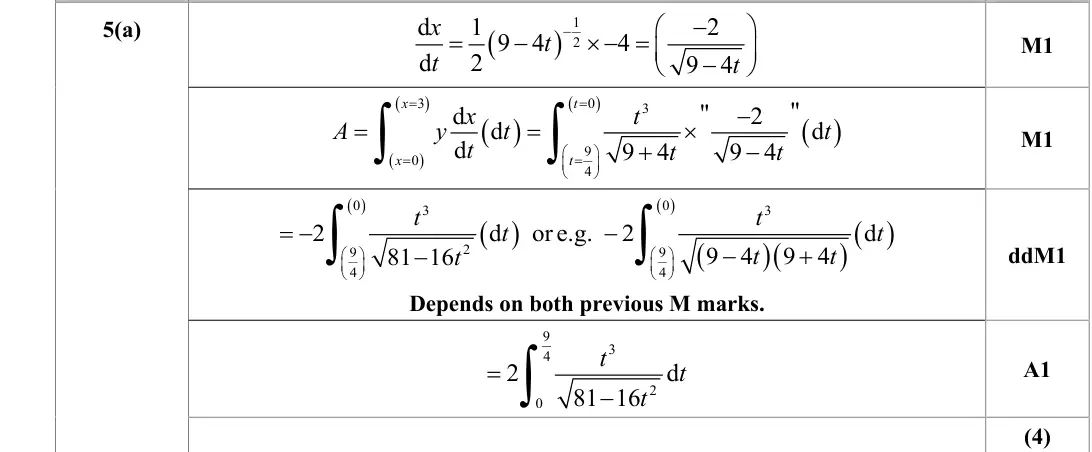 5(a)
dx/dt = 1/2 (9 − 4t)^(−1/2) × −4 = (−2/√(9 − 4t))
M1
A = ∫_(x=0)^(x=3) y dx/dt (dt) = ∫_(t=9/4)^(t=0) t³/√(9 + 4t) × "−2/√(9 − 4t)" (dt)
M1
= −2∫_(9/4)^(0) t³/√(81 − 16t²) (dt) or e.g. −2∫_(9/4)^(0) t³/√((9 − 4t)(9 + 4t)) (dt)
ddM1
Depends on both previous M marks.
= 2∫_0^(9/4) t³/√(81 − 16t²) dt
A1
(4)